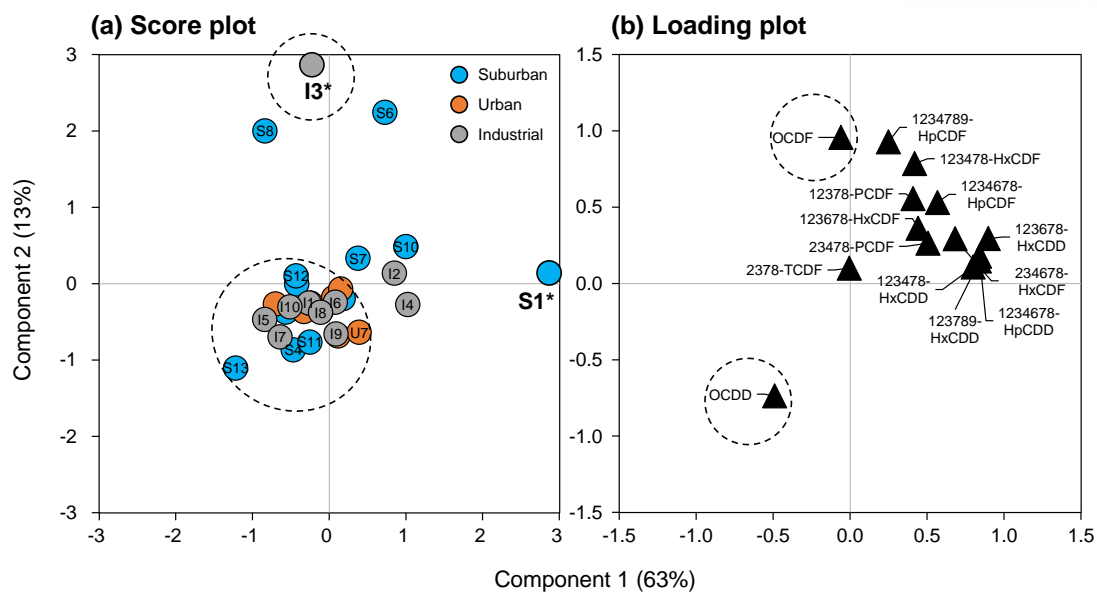 (a) Score plot
(b) Loading plot
3
2
1
0
-1
-2
-3
-3
-2
-1
0
1
2
3
Component 2 (13%)
Suburban
Urban
Industrial
I3*
S6
S8
S10
S7
I2
S1*
S12
I4
I10
I1
I6
I8
I5
I7
I9
U7
S11
S4
S13
1.5
1.0
0.5
0.0
-0.5
-1.0
-1.5
-1.5
-1.0
-0.5
0.0
0.5
1.0
1.5
OCDF
1234789-
HpCDF
123478-HxCDF
12378-PCDF
1234678-
HpCDF
123678-HxCDF
123678-
HxCDD
23478-PCDF
2378-TCDF
123478-
HxCDD
234678-
HxCDF
123789-
HxCDD
1234678-
HpCDD
OCDD
Component 1 (63%)